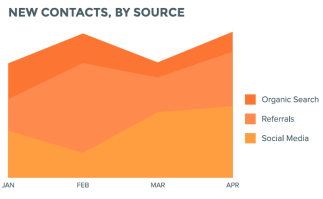 NEW CONTACTS, BY SOURCE
Organic Search
Referrals
Social Media
JAN FEB MAR APR